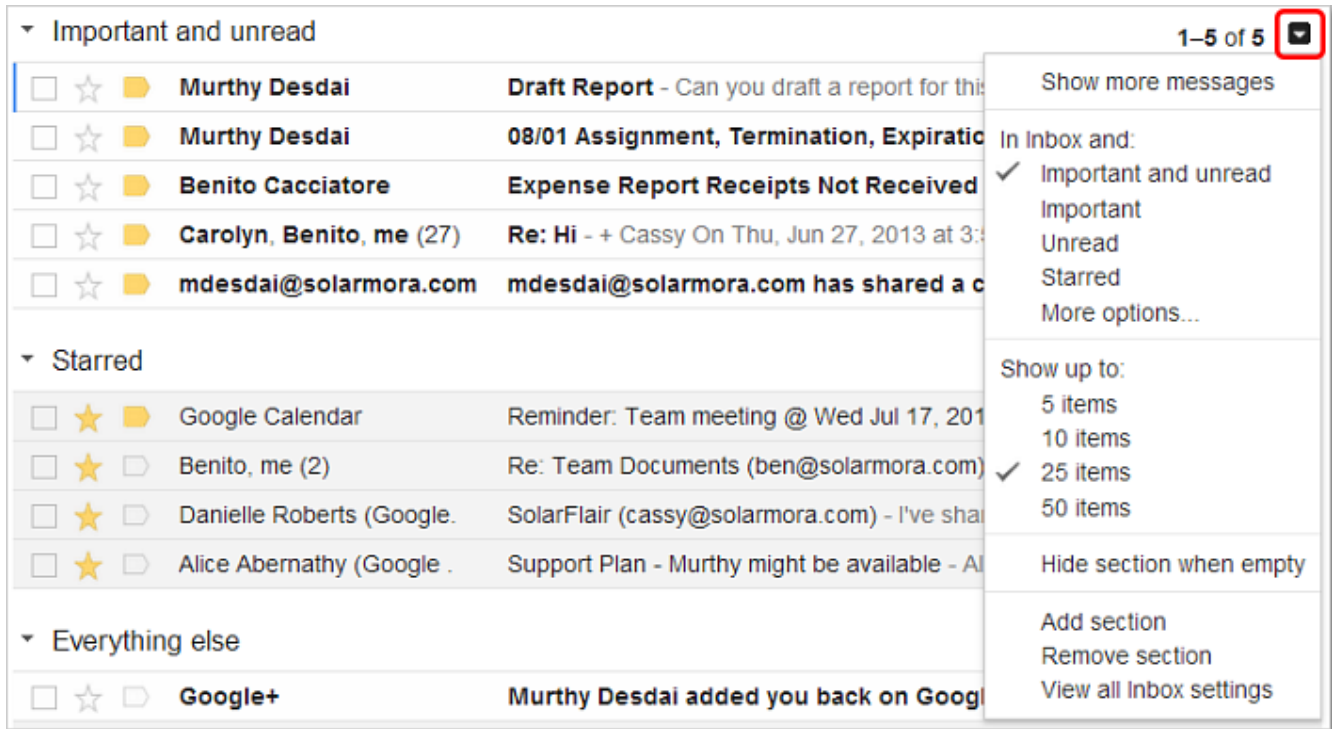 Important and unread 1–5 of 5
Murthy Desdai Draft Report - Can you draft a report for this
Murthy Desdai 08/01 Assignment, Termination, Expiratio
Benito Cacciatore Expense Report Receipts Not Received
Carolyn, Benito, me (27) Re: Hi - + Cassy On Thu, Jun 27, 2013 at 3:
mdesdai@solarmora.com mdesdai@solarmora.com has shared a c
Starred
Google Calendar Reminder: Team meeting @ Wed Jul 17, 201
Benito, me (2) Re: Team Documents (ben@solarmora.com)
Danielle Roberts (Google. SolarFlair (cassy@solarmora.com) - I've sha
Alice Abernathy (Google . Support Plan - Murthy might be available - Al
Everything else
Google+ Murthy Desdai added you back on Googl
Show more messages
In Inbox and:
Important and unread
Important
Unread
Starred
More options...
Show up to:
5 items
10 items
25 items
50 items
Hide section when empty
Add section
Remove section
View all Inbox settings